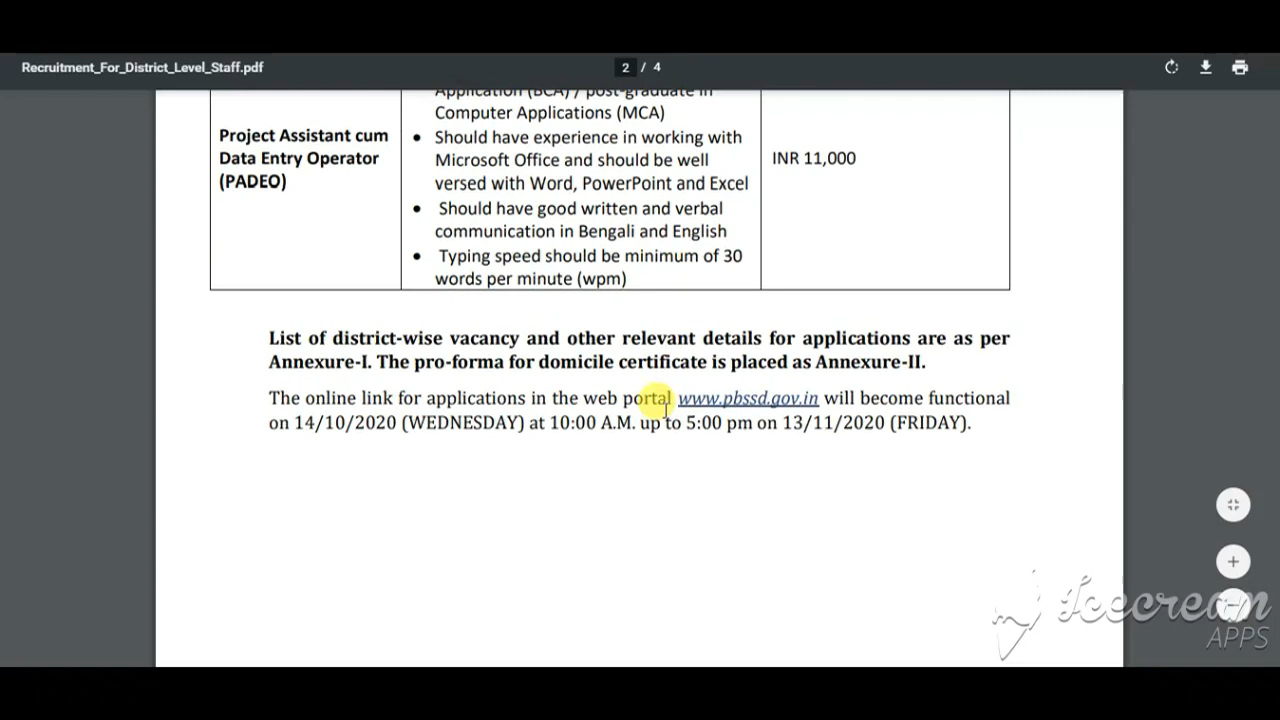 Recruitment_For_District_Level_Staff.pdf
2 / 4
Application (BCA) / post-graduate in
Computer Applications (MCA)
Project Assistant cum
Data Entry Operator
(PADEO)
• Should have experience in working with
Microsoft Office and should be well
versed with Word, PowerPoint and Excel
• Should have good written and verbal
communication in Bengali and English
• Typing speed should be minimum of 30
words per minute (wpm)
INR 11,000
List of district-wise vacancy and other relevant details for applications are as per
Annexure-I. The pro-forma for domicile certificate is placed as Annexure-II.
The online link for applications in the web portal www.pbssd.gov.in will become functional
on 14/10/2020 (WEDNESDAY) at 10:00 A.M. up to 5:00 pm on 13/11/2020 (FRIDAY).
Icecream
APPS